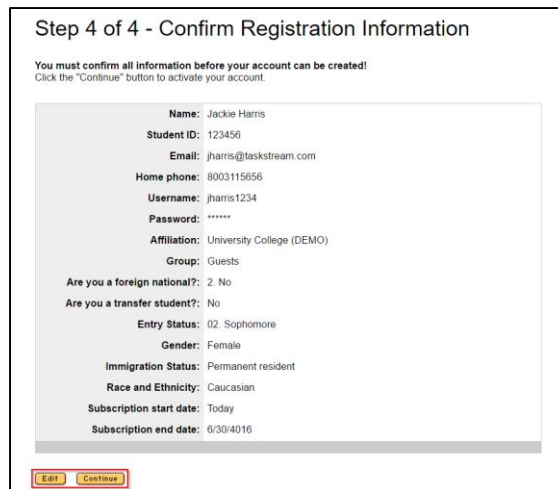 Step 4 of 4 - Confirm Registration Information
You must confirm all information before your account can be created!
Click the "Continue" button to activate your account.
Name: Jackie Harris
Student ID: 123456
Email: jharris@taskstream.com
Home phone: 8003115656
Username: jharris1234
Password: ******
Affiliation: University College (DEMO)
Group: Guests
Are you a foreign national?: 2. No
Are you a transfer student?: No
Entry Status: 02. Sophomore
Gender: Female
Immigration Status: Permanent resident
Race and Ethnicity: Caucasian
Subscription start date: Today
Subscription end date: 6/30/4016
Edit Continue